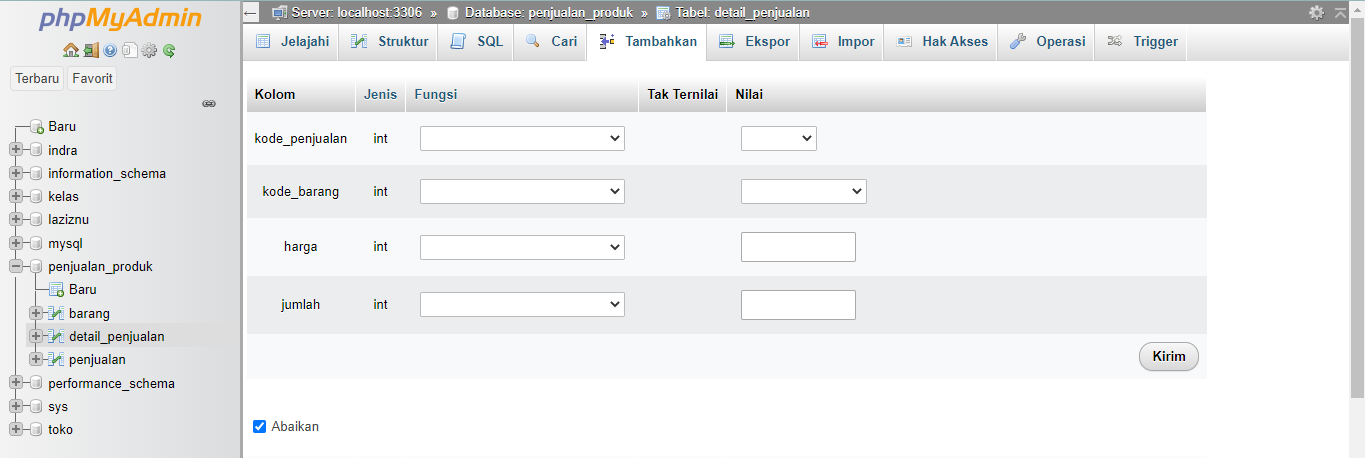 phpMyAdmin
Terbaru Favorit
Baru
indra
information_schema
kelas
laziznu
mysql
penjualan_produk
Baru
barang
detail_penjualan
penjualan
performance_schema
sys
toko
Server: localhost:3306 » Database: penjualan_produk » Tabel: detail_penjualan
Jelajahi Struktur SQL Cari Tambahkan Ekspor Impor Hak Akses Operasi Trigger
Kolom Jenis Fungsi Tak Ternilai Nilai
kode_penjualan int
kode_barang int
harga int
jumlah int
Kirim
Abaikan